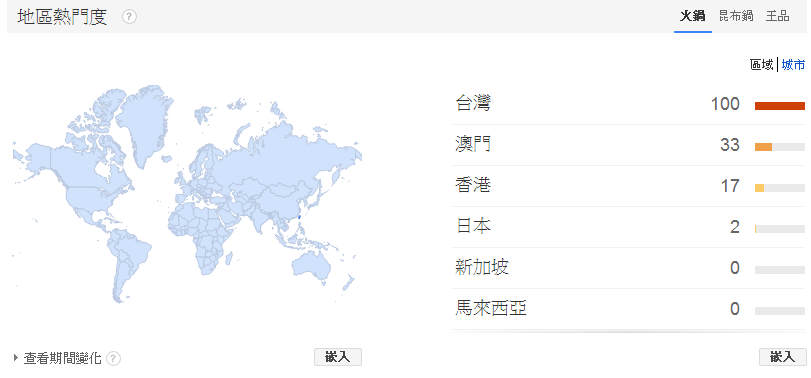 地區熱門度 ?
火鍋 昆布鍋 王品
區域 | 城市
台灣 100
澳門 33
香港 17
日本 2
新加坡 0
馬來西亞 0
查看期間變化 ?
嵌入
嵌入